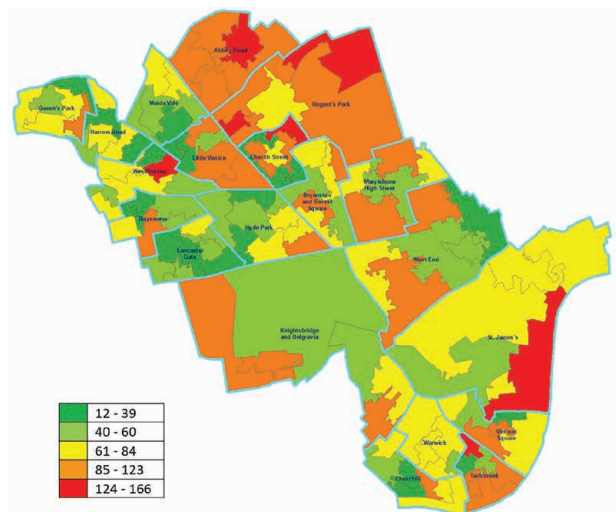 Abbey Road
Queen's Park
Maida Vale
Regent's Park
Harrow Road
Little Venice
Church Street
Westbourne
Marylebone
High Street
Bryanston
and Dorset
Square
Bayswater
Hyde Park
Lancaster
Gate
West End
Knightsbridge
and Belgravia
St. James's
Vincent
Square
Warwick
Tachbrook
Churchill
12 - 39
40 - 60
61 - 84
85 - 123
124 - 166